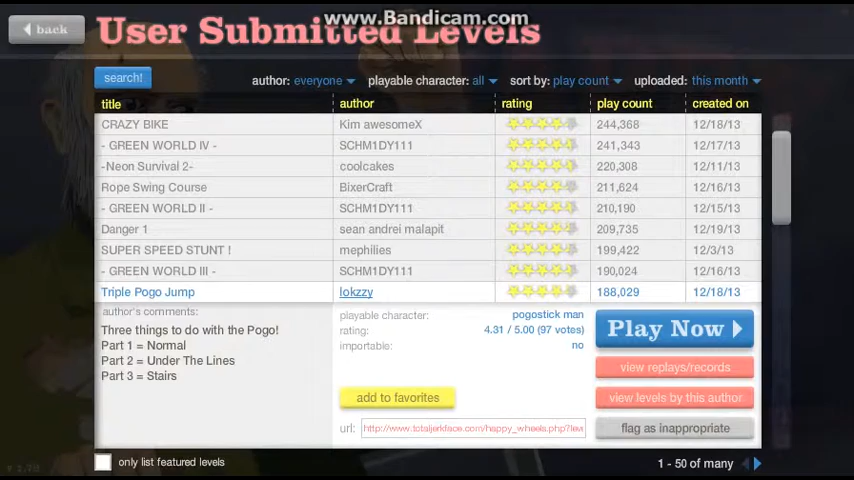 www.Bandicam.com
back
User Submitted Levels
search!
author: everyone playable character: all sort by: play count uploaded: this month
title author rating play count created on
CRAZY BIKE Kim awesomeX 244,368 12/18/13
- GREEN WORLD IV - SCHM1DY111 241,343 12/17/13
-Neon Survival 2- coolcakes 220,308 12/11/13
Rope Swing Course BixerCraft 211,624 12/16/13
- GREEN WORLD II - SCHM1DY111 210,190 12/15/13
Danger 1 sean andrei malapit 209,735 12/19/13
SUPER SPEED STUNT ! mephilies 199,422 12/3/13
- GREEN WORLD III - SCHM1DY111 190,024 12/16/13
Triple Pogo Jump lokzzy 188,029 12/18/13
author's comments:
Three things to do with the Pogo!
Part 1 = Normal
Part 2 = Under The Lines
Part 3 = Stairs
playable character: pogostick man
rating: 4.31 / 5.00 (97 votes)
importable: no
add to favorites
url: http://www.totaljerkface.com/happy_wheels.php?lev
Play Now
view replays/records
view levels by this author
flag as inappropriate
only list featured levels
1 - 50 of many